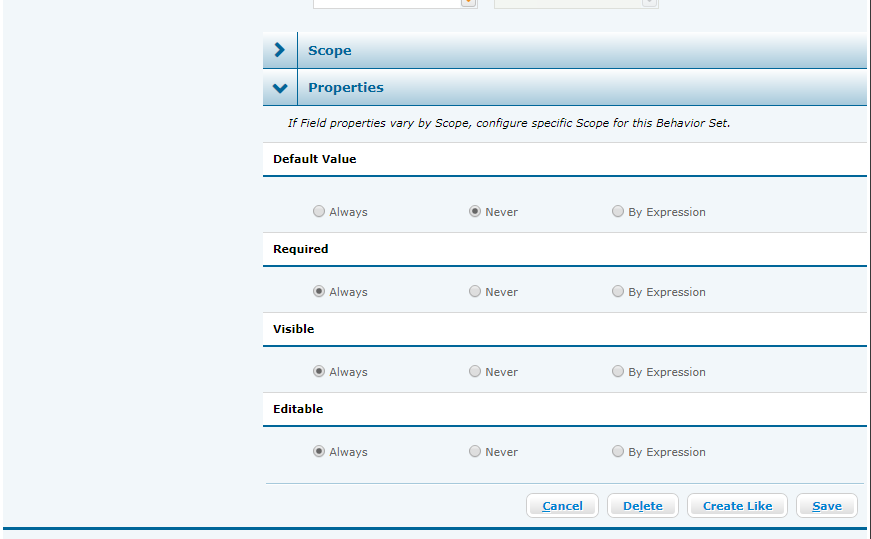 Scope
Properties
If Field properties vary by Scope, configure specific Scope for this Behavior Set.
Default Value
Always Never By Expression
Required
Always Never By Expression
Visible
Always Never By Expression
Editable
Always Never By Expression
Cancel Delete Create Like Save